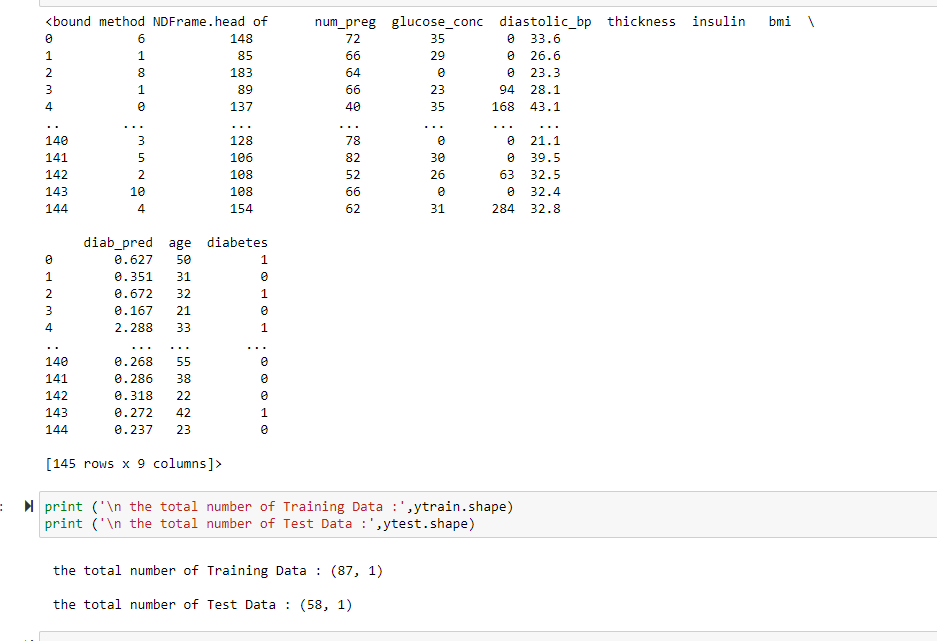 <bound method NDFrame.head of      num_preg  glucose_conc  diastolic_bp  thickness  insulin   bmi  \
0           6           148            72         35        0  33.6
1           1            85            66         29        0  26.6
2           8           183            64          0        0  23.3
3           1            89            66         23       94  28.1
4           0           137            40         35      168  43.1
..        ...           ...           ...        ...      ...   ...
140         3           128            78          0        0  21.1
141         5           106            82         30        0  39.5
142         2           108            52         26       63  32.5
143        10           108            66          0        0  32.4
144         4           154            62         31      284  32.8
     diab_pred  age  diabetes
0        0.627   50         1
1        0.351   31         0
2        0.672   32         1
3        0.167   21         0
4        2.288   33         1
..         ...  ...       ...
140      0.268   55         0
141      0.286   38         0
142      0.318   22         0
143      0.272   42         1
144      0.237   23         0
[145 rows x 9 columns]>
print ('\n the total number of Training Data :',ytrain.shape)
print ('\n the total number of Test Data :',ytest.shape)
the total number of Training Data : (87, 1)
the total number of Test Data : (58, 1)